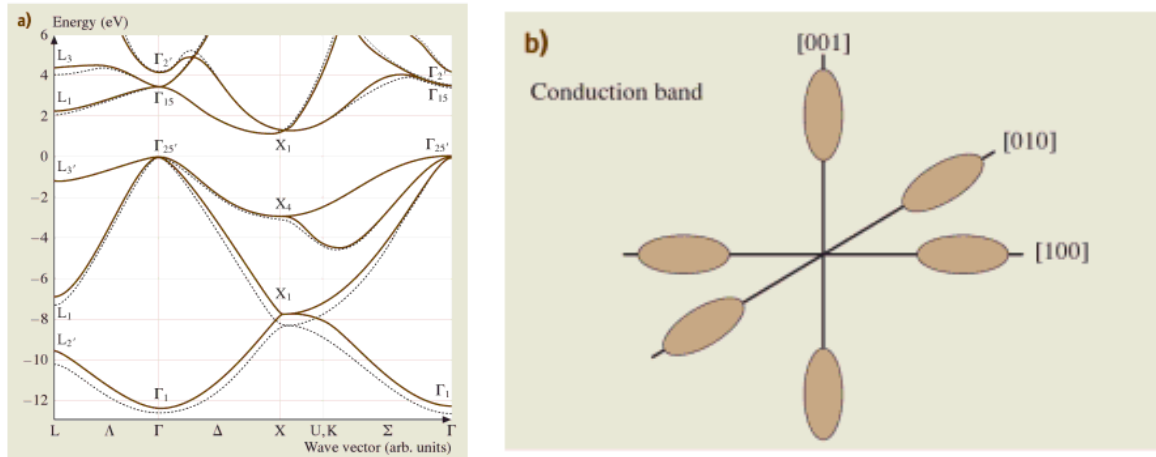 a) Energy (eV)
6
L3
Γ2′
Γ2′
4
Γ15
Γ15
L1
2
X1
0
Γ25′
Γ25′
L3′
−2
X4
−4
−6
X1
L1
−8
L2′
−10
Γ1
Γ1
−12
L Λ Γ Δ X U, K Σ Γ
Wave vector (arb. units)
b)
[001]
Conduction band
[010]
[100]